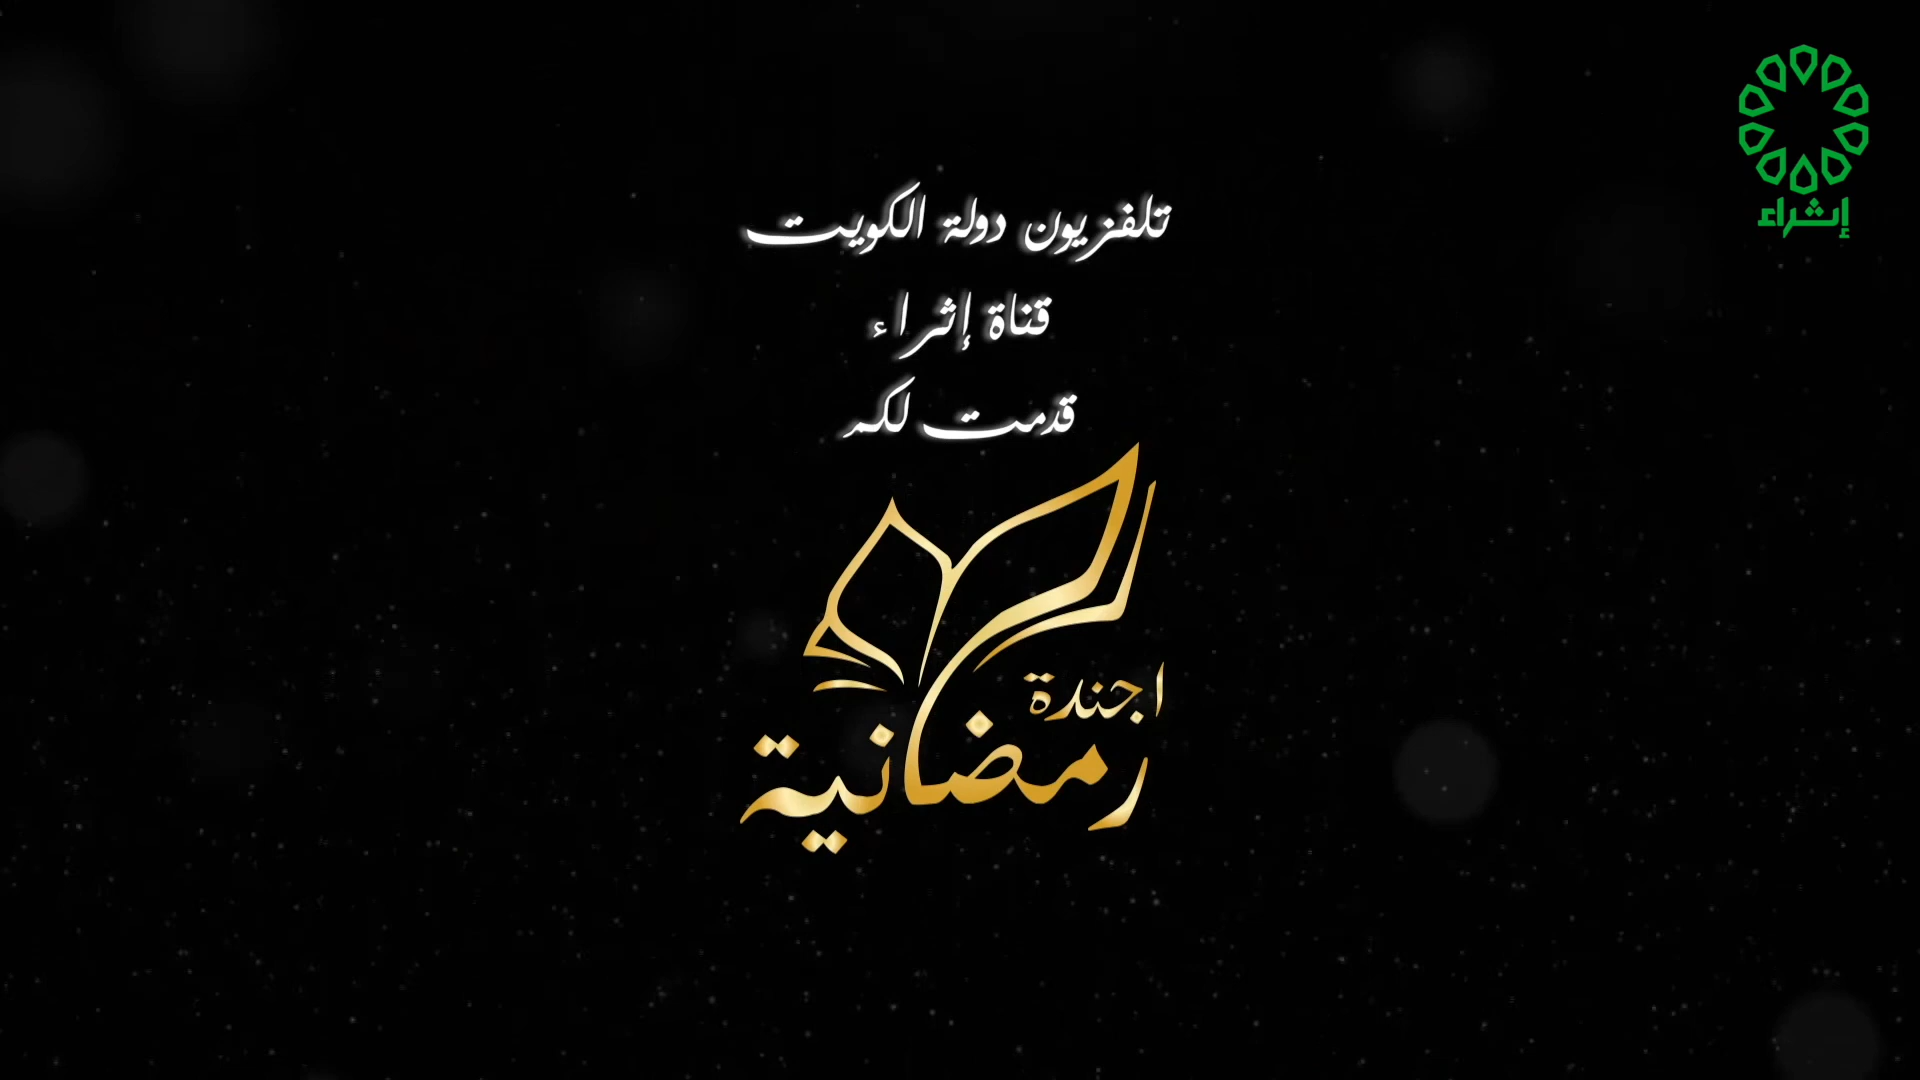 إثراء
تلفزيون دولة الكويت
قناة إثراء
قدمت لكم
اجندة
رمضانية